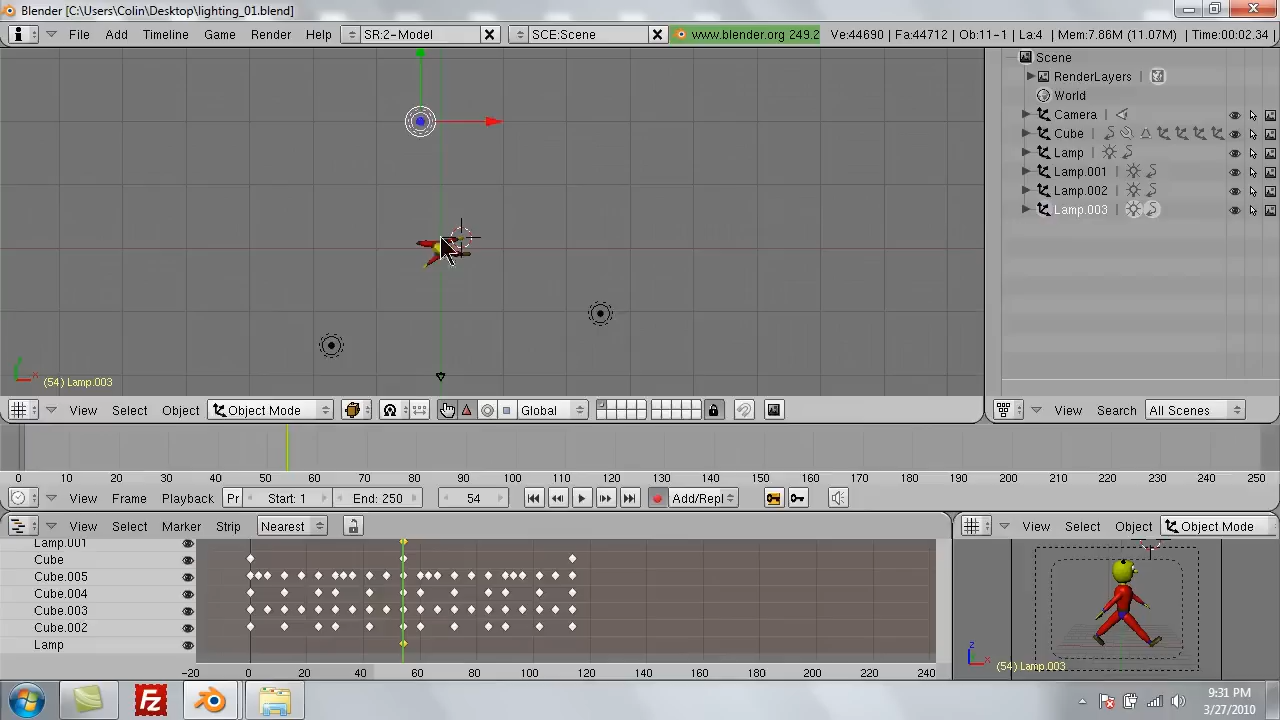 Blender [C:\Users\Colin\Desktop\lighting_01.blend]
File Add Timeline Game Render Help SR:2-Model SCE:Scene www.blender.org 249.2 Ve:44690 | Fa:44712 | Ob:11-1 | La:4 | Mem:7.86M (11.07M) | Time:00:02.34 |
Scene
RenderLayers |
World
Camera |
Cube |
Lamp |
Lamp.001 |
Lamp.002 |
Lamp.003 |
(54) Lamp.003
View Select Object Object Mode Global
View Search All Scenes
0 10 20 30 40 50 60 70 80 90 100 110 120 130 140 150 160 170 180 190 200 210 220 230 240 250
View Frame Playback Pr Start: 1 End: 250 54 Add/Repl
View Select Marker Strip Nearest
View Select Object Object Mode
Lamp.001
Cube
Cube.005
Cube.004
Cube.003
Cube.002
Lamp
-20 0 20 40 60 80 100 120 140 160 180 200 220 240
z
x
(54) Lamp.003
9:31 PM
3/27/2010